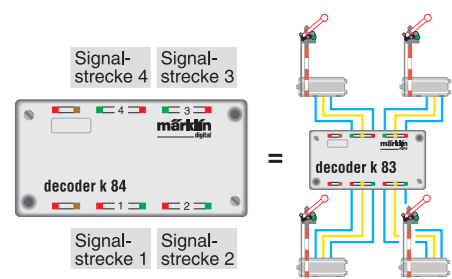 Signal-
strecke 4
Signal-
strecke 3
4
3
märklin
digital
decoder k 84
1
2
Signal-
strecke 1
Signal-
strecke 2
=
märklin
digital
decoder k 83